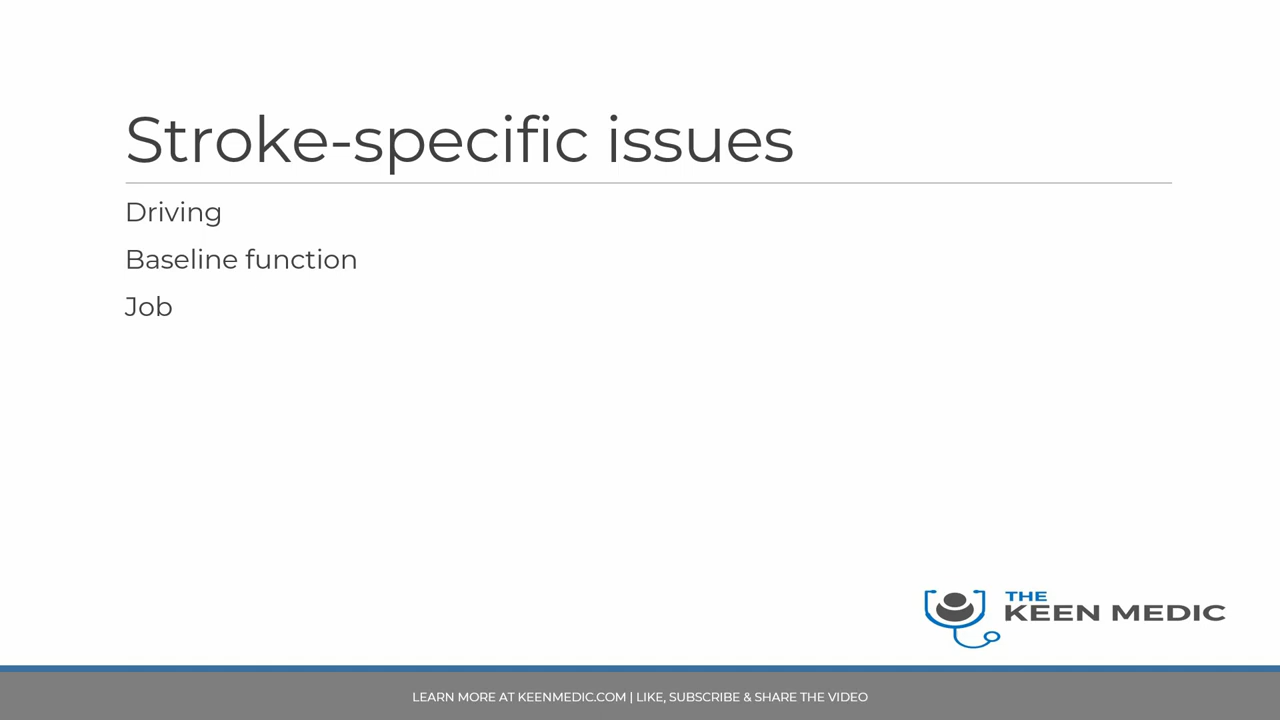 Stroke-specific issues
Driving
Baseline function
Job
THE
KEEN MEDIC
LEARN MORE AT KEENMEDIC.COM | LIKE, SUBSCRIBE & SHARE THE VIDEO